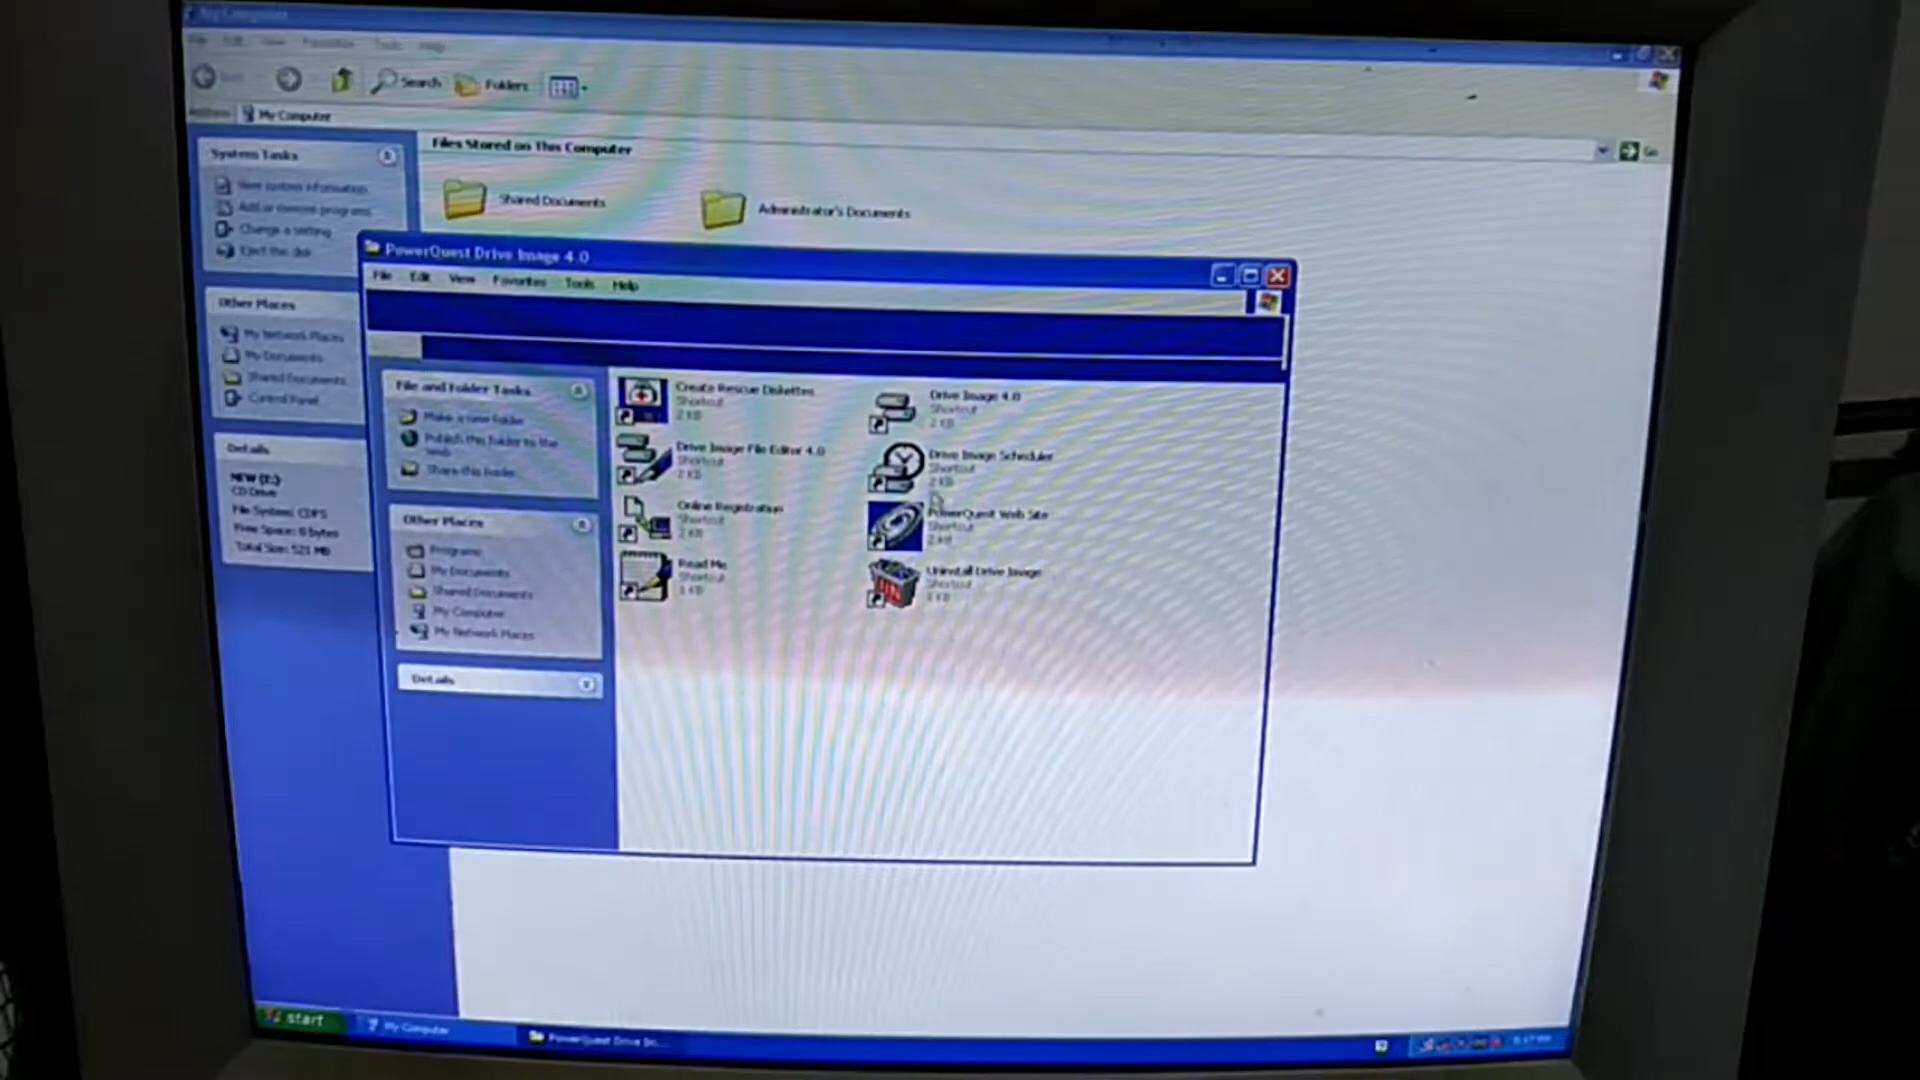 My Computer
File Edit View Favorites Tools Help
Search Folders
Address My Computer
Go
System Tasks
View system information
Add or remove programs
Change a setting
Eject this disk
Other Places
My Network Places
My Documents
Shared Documents
Control Panel
Details
NEW (E:)
CD Drive
File System: CDFS
Free Space: 0 bytes
Total Size: 521 MB
Files Stored on This Computer
Shared Documents
Administrator's Documents
PowerQuest Drive Image 4.0
File Edit View Favorites Tools Help
File and Folder Tasks
Make a new folder
Publish this folder to the
web
Share this folder
Other Places
Programs
My Documents
Shared Documents
My Computer
My Network Places
Details
Create Rescue Diskettes
Shortcut
2 KB
Drive Image 4.0
Shortcut
2 KB
Drive Image File Editor 4.0
Shortcut
2 KB
Drive Image Scheduler
Shortcut
2 KB
Online Registration
Shortcut
2 KB
PowerQuest Web Site
Shortcut
2 KB
Read Me
Shortcut
1 KB
Uninstall Drive Image
Shortcut
1 KB
start
My Computer
PowerQuest Drive Im...